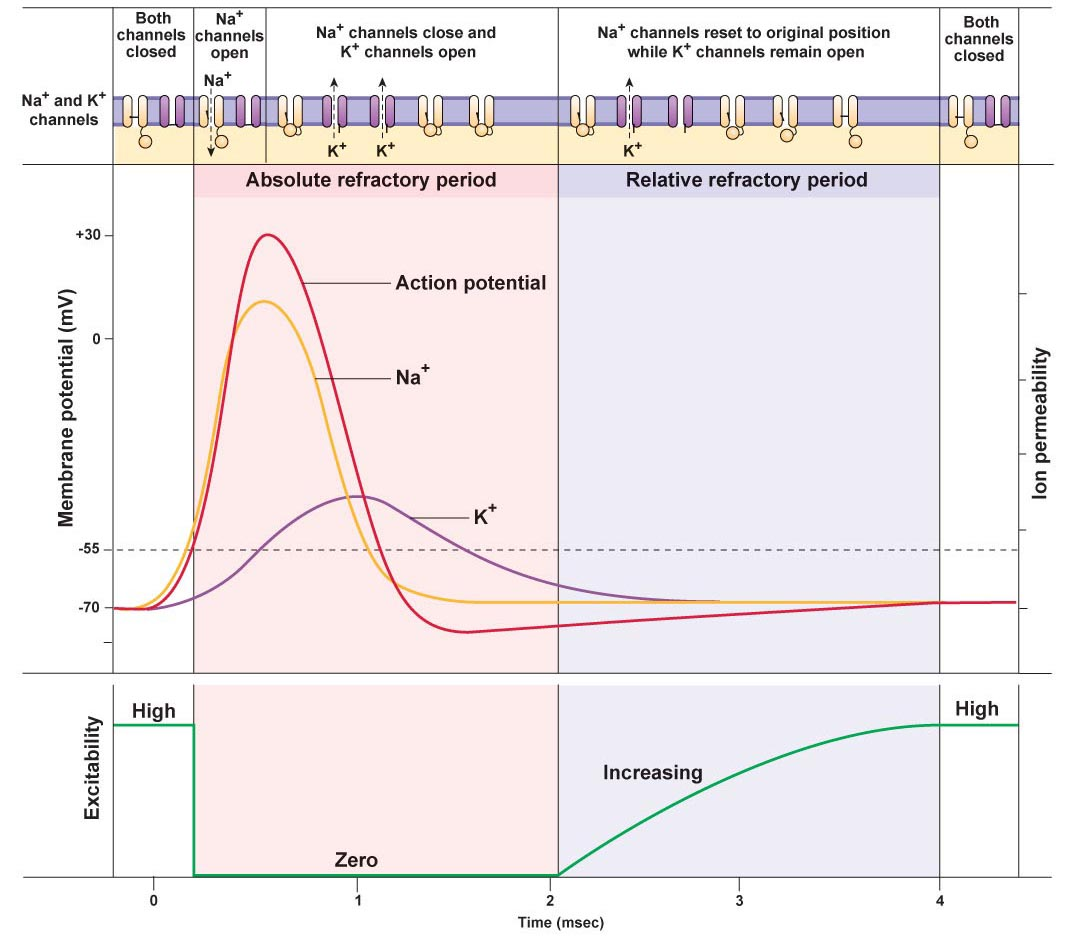 Both
channels
closed
Na+
channels
open
Na+ channels close and
K+ channels open
Na+ channels reset to original position
while K+ channels remain open
Both
channels
closed
Na+
Na+ and K+
channels
K+
K+
K+
Absolute refractory period
Relative refractory period
+30
Action potential
0
Na+
Membrane potential (mV)
Ion permeability
K+
-55
-70
High
High
Excitability
Increasing
Zero
0
1
2
3
4
Time (msec)